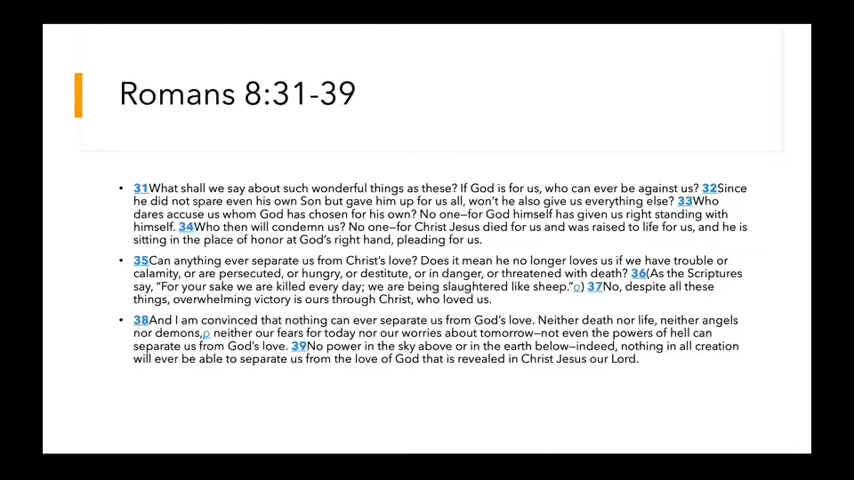 Romans 8:31-39
• 31What shall we say about such wonderful things as these? If God is for us, who can ever be against us? 32Since
he did not spare even his own Son but gave him up for us all, won't he also give us everything else? 33Who
dares accuse us whom God has chosen for his own? No one—for God himself has given us right standing with
himself. 34Who then will condemn us? No one—for Christ Jesus died for us and was raised to life for us, and he is
sitting in the place of honor at God's right hand, pleading for us.
• 35Can anything ever separate us from Christ's love? Does it mean he no longer loves us if we have trouble or
calamity, or are persecuted, or hungry, or destitute, or in danger, or threatened with death? 36(As the Scriptures
say, "For your sake we are killed every day; we are being slaughtered like sheep."o) 37No, despite all these
things, overwhelming victory is ours through Christ, who loved us.
• 38And I am convinced that nothing can ever separate us from God's love. Neither death nor life, neither angels
nor demons,p neither our fears for today nor our worries about tomorrow—not even the powers of hell can
separate us from God's love. 39No power in the sky above or in the earth below—indeed, nothing in all creation
will ever be able to separate us from the love of God that is revealed in Christ Jesus our Lord.